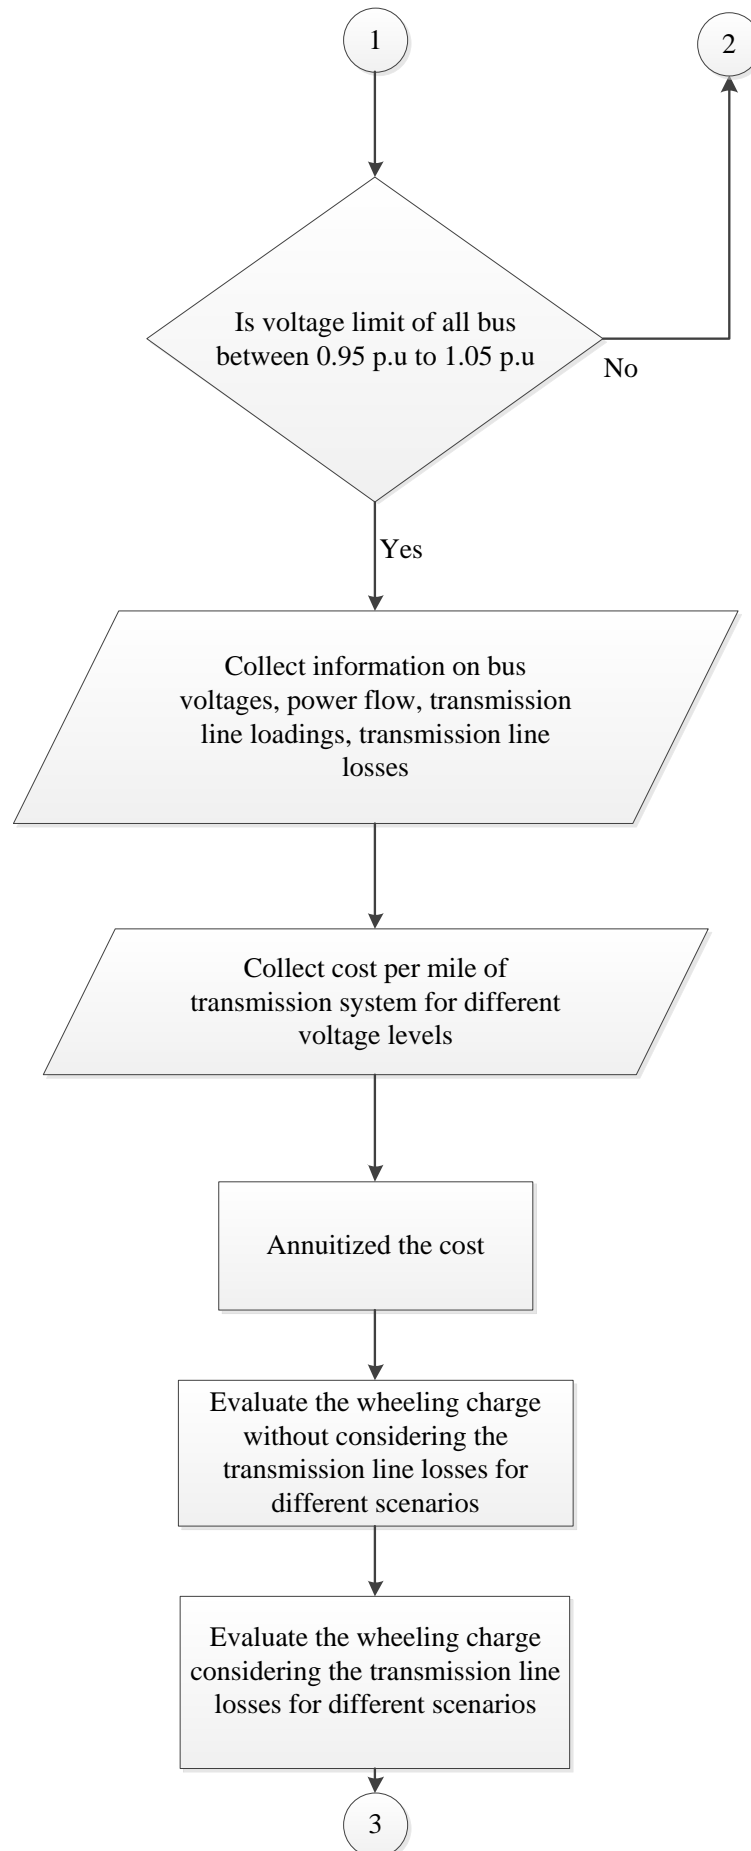 1
2
Is voltage limit of all bus
between 0.95 p.u to 1.05 p.u
No
Yes
Collect information on bus
voltages, power flow, transmission
line loadings, transmission line
losses
Collect cost per mile of
transmission system for different
voltage levels
Annuitized the cost
Evaluate the wheeling charge
without considering the
transmission line losses for
different scenarios
Evaluate the wheeling charge
considering the transmission line
losses for different scenarios
3